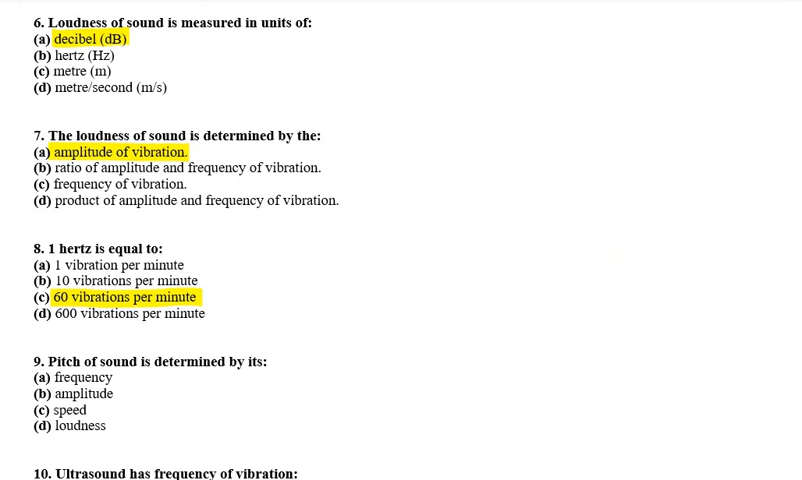 6. Loudness of sound is measured in units of:
(a) decibel (dB)
(b) hertz (Hz)
(c) metre (m)
(d) metre/second (m/s)
7. The loudness of sound is determined by the:
(a) amplitude of vibration.
(b) ratio of amplitude and frequency of vibration.
(c) frequency of vibration.
(d) product of amplitude and frequency of vibration.
8. 1 hertz is equal to:
(a) 1 vibration per minute
(b) 10 vibrations per minute
(c) 60 vibrations per minute
(d) 600 vibrations per minute
9. Pitch of sound is determined by its:
(a) frequency
(b) amplitude
(c) speed
(d) loudness
10. Ultrasound has frequency of vibration: